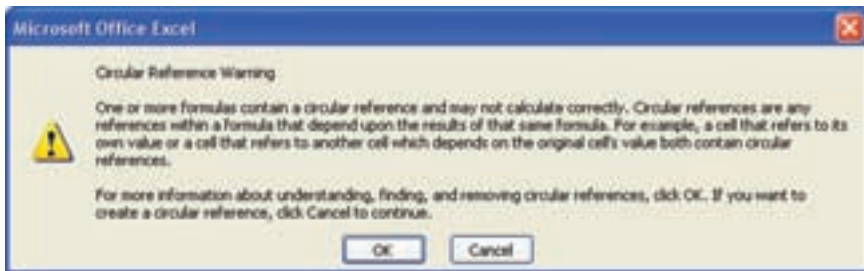 Microsoft Office Excel
Circular Reference Warning
One or more formulas contain a circular reference and may not calculate correctly. Circular references are any
references within a formula that depend upon the results of that same formula. For example, a cell that refers to its
own value or a cell that refers to another cell which depends on the original cell's value both contain circular
references.
For more information about understanding, finding, and removing circular references, click OK. If you want to
create a circular reference, click Cancel to continue.
OK
Cancel